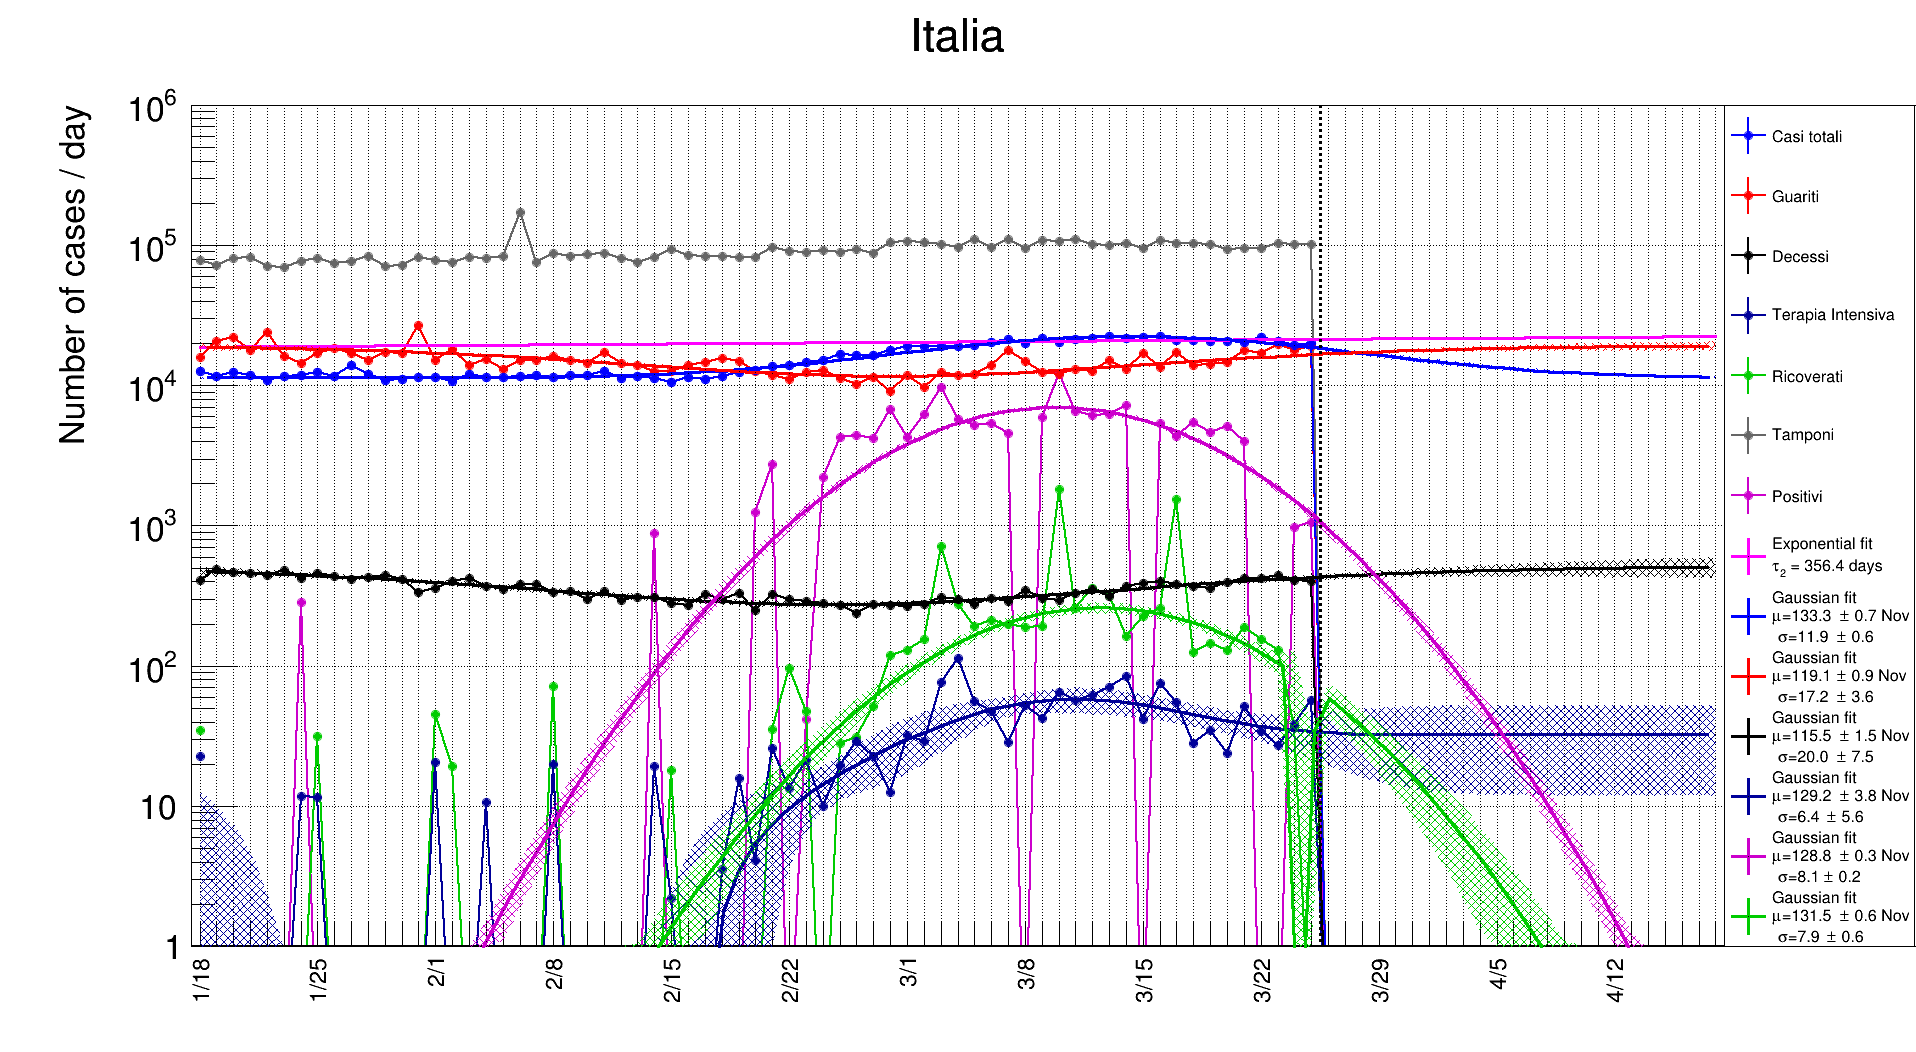 Italia
Number of cases / day
10^6
10^5
10^4
10^3
10^2
10
1
1/18
1/25
2/1
2/8
2/15
2/22
3/1
3/8
3/15
3/22
3/29
4/5
4/12
Casi totali
Guariti
Decessi
Terapia Intensiva
Ricoverati
Tamponi
Positivi
Exponential fit
τ₂ = 356.4 days
Gaussian fit
μ=133.3 ± 0.7 Nov
σ=11.9 ± 0.6
Gaussian fit
μ=119.1 ± 0.9 Nov
σ=17.2 ± 3.6
Gaussian fit
μ=115.5 ± 1.5 Nov
σ=20.0 ± 7.5
Gaussian fit
μ=129.2 ± 3.8 Nov
σ=6.4 ± 5.6
Gaussian fit
μ=128.8 ± 0.3 Nov
σ=8.1 ± 0.2
Gaussian fit
μ=131.5 ± 0.6 Nov
σ=7.9 ± 0.6